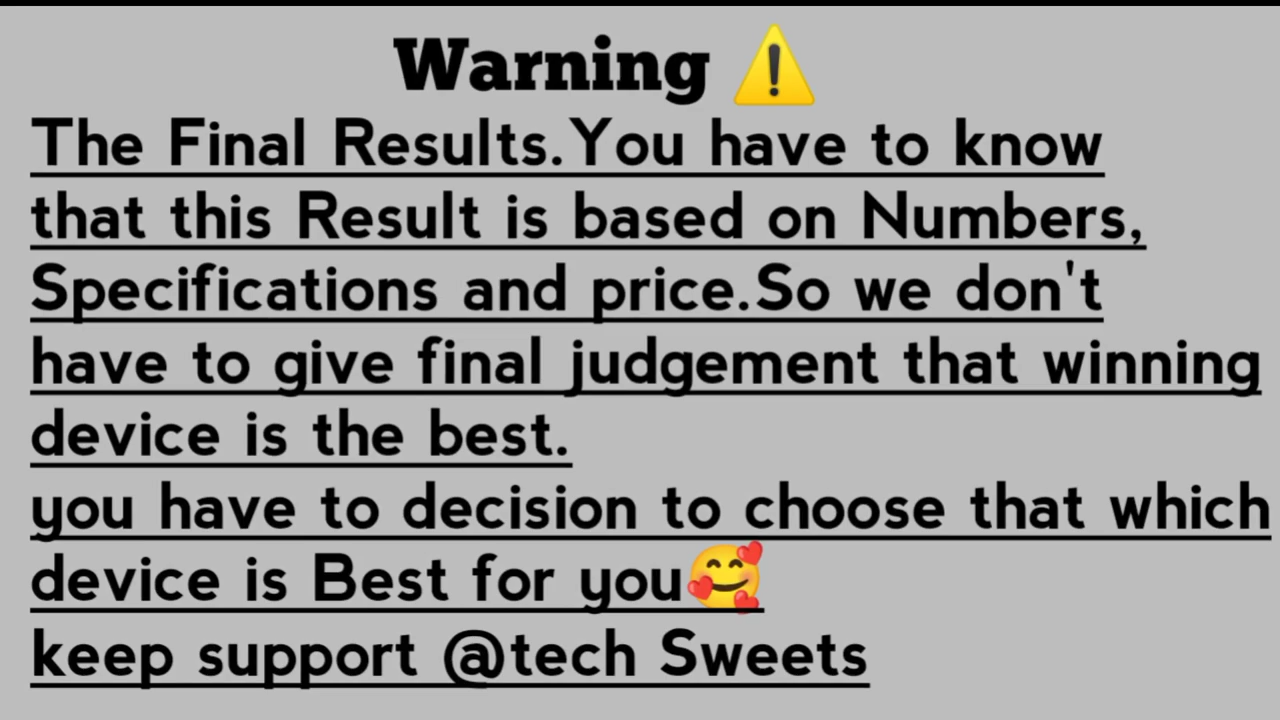 Warning ⚠️
The Final Results.You have to know
that this Result is based on Numbers,
Specifications and price.So we don't
have to give final judgement that winning
device is the best.
you have to decision to choose that which
device is Best for you🥰
keep support @tech Sweets